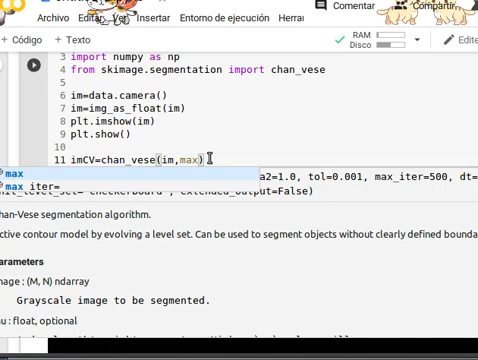 Comentar
Compartir
Archivo Editar Ver Insertar Entorno de ejecución Herra
+ Código + Texto
RAM
Disco
Edite
3 import numpy as np
4 from skimage.segmentation import chan_vese
5
6 im=data.camera()
7 im=img_as_float(im)
8 plt.imshow(im)
9 plt.show()
10
11 imCV=chan_vese(im,max)
max
max_iter=
a2=1.0, tol=0.001, max_iter=500, dt=
extended_output=False)
han-Vese segmentation algorithm.
ctive contour model by evolving a level set. Can be used to segment objects without clearly defined bounda
arameters
mage : (M, N) ndarray
Grayscale image to be segmented.
u : float, optional